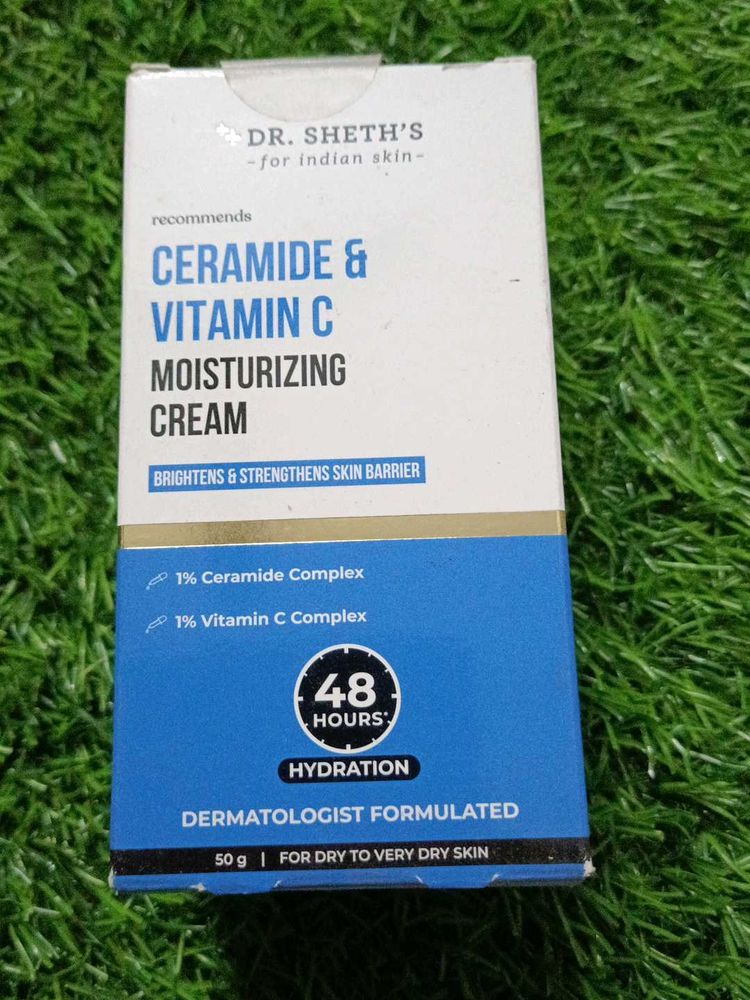 DR. SHETH'S
- for indian skin -
recommends
CERAMIDE &
VITAMIN C
MOISTURIZING
CREAM
BRIGHTENS & STRENGTHENS SKIN BARRIER
1% Ceramide Complex
1% Vitamin C Complex
48
HOURS*
HYDRATION
DERMATOLOGIST FORMULATED
50 g | FOR DRY TO VERY DRY SKIN